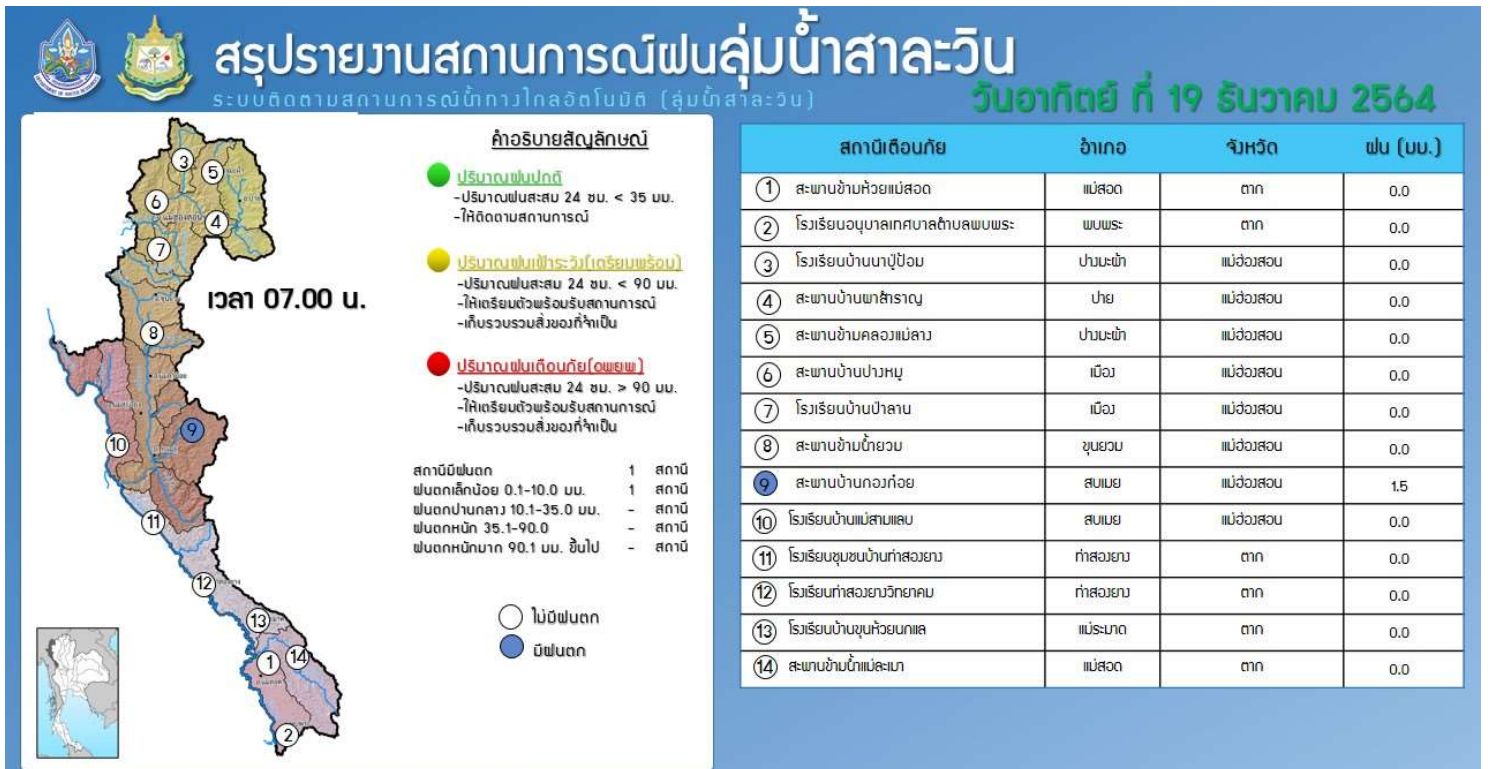 สรุปรายงานสถานการณ์ฝนลุ่มน้ำสาละวิน
ระบบติดตามสถานการณ์น้ำทางไกลอัตโนมัติ (ลุ่มน้ำสาละวิน)
วันอาทิตย์ ที่ 19 ธันวาคม 2564
เวลา 07.00 น.
3
5
6
4
7
8
9
10
11
12
13
1
14
2
คำอธิบายสัญลักษณ์
ปริมาณฝนปกติ
-ปริมาณฝนสะสม 24 ชม. < 35 มม.
-ให้ติดตามสถานการณ์
ปริมาณฝนเฝ้าระวัง(เตรียมพร้อม)
-ปริมาณฝนสะสม 24 ชม. < 90 มม.
-ให้เตรียมตัวพร้อมรับสถานการณ์
-เก็บรวบรวมสิ่งของที่จำเป็น
ปริมาณฝนเตือนภัย(อพยพ)
-ปริมาณฝนสะสม 24 ชม. > 90 มม.
-ให้เตรียมตัวพร้อมรับสถานการณ์
-เก็บรวบรวมสิ่งของที่จำเป็น
สถานีมีฝนตก 1 สถานี
ฝนตกเล็กน้อย 0.1-10.0 มม. 1 สถานี
ฝนตกปานกลาง 10.1-35.0 มม. - สถานี
ฝนตกหนัก 35.1-90.0 - สถานี
ฝนตกหนักมาก 90.1 มม. ขึ้นไป - สถานี
ไม่มีฝนตก
มีฝนตก
สถานีเตือนภัย อำเภอ จังหวัด ฝน (มม.)
1 สะพานข้ามห้วยแม่สอด แม่สอด ตาก 0.0
2 โรงเรียนอนุบาลเทศบาลตำบลพบพระ พบพระ ตาก 0.0
3 โรงเรียนบ้านนาปู่ป้อม ปางมะผ้า แม่ฮ่องสอน 0.0
4 สะพานบ้านพาสำราญ ปาย แม่ฮ่องสอน 0.0
5 สะพานข้ามคลองแม่ลาง ปางมะผ้า แม่ฮ่องสอน 0.0
6 สะพานบ้านปางหมู เมือง แม่ฮ่องสอน 0.0
7 โรงเรียนบ้านป่าลาน เมือง แม่ฮ่องสอน 0.0
8 สะพานข้ามน้ำยวม ขุนยวม แม่ฮ่องสอน 0.0
9 สะพานบ้านกองก๋อย สบเมย แม่ฮ่องสอน 1.5
10 โรงเรียนบ้านแม่สามแลบ สบเมย แม่ฮ่องสอน 0.0
11 โรงเรียนชุมชนบ้านท่าสองยาง ท่าสองยาง ตาก 0.0
12 โรงเรียนท่าสองยางวิทยาคม ท่าสองยาง ตาก 0.0
13 โรงเรียนบ้านขุนห้วยนกแล แม่ระมาด ตาก 0.0
14 สะพานข้ามน้ำแม่ละเมา แม่สอด ตาก 0.0